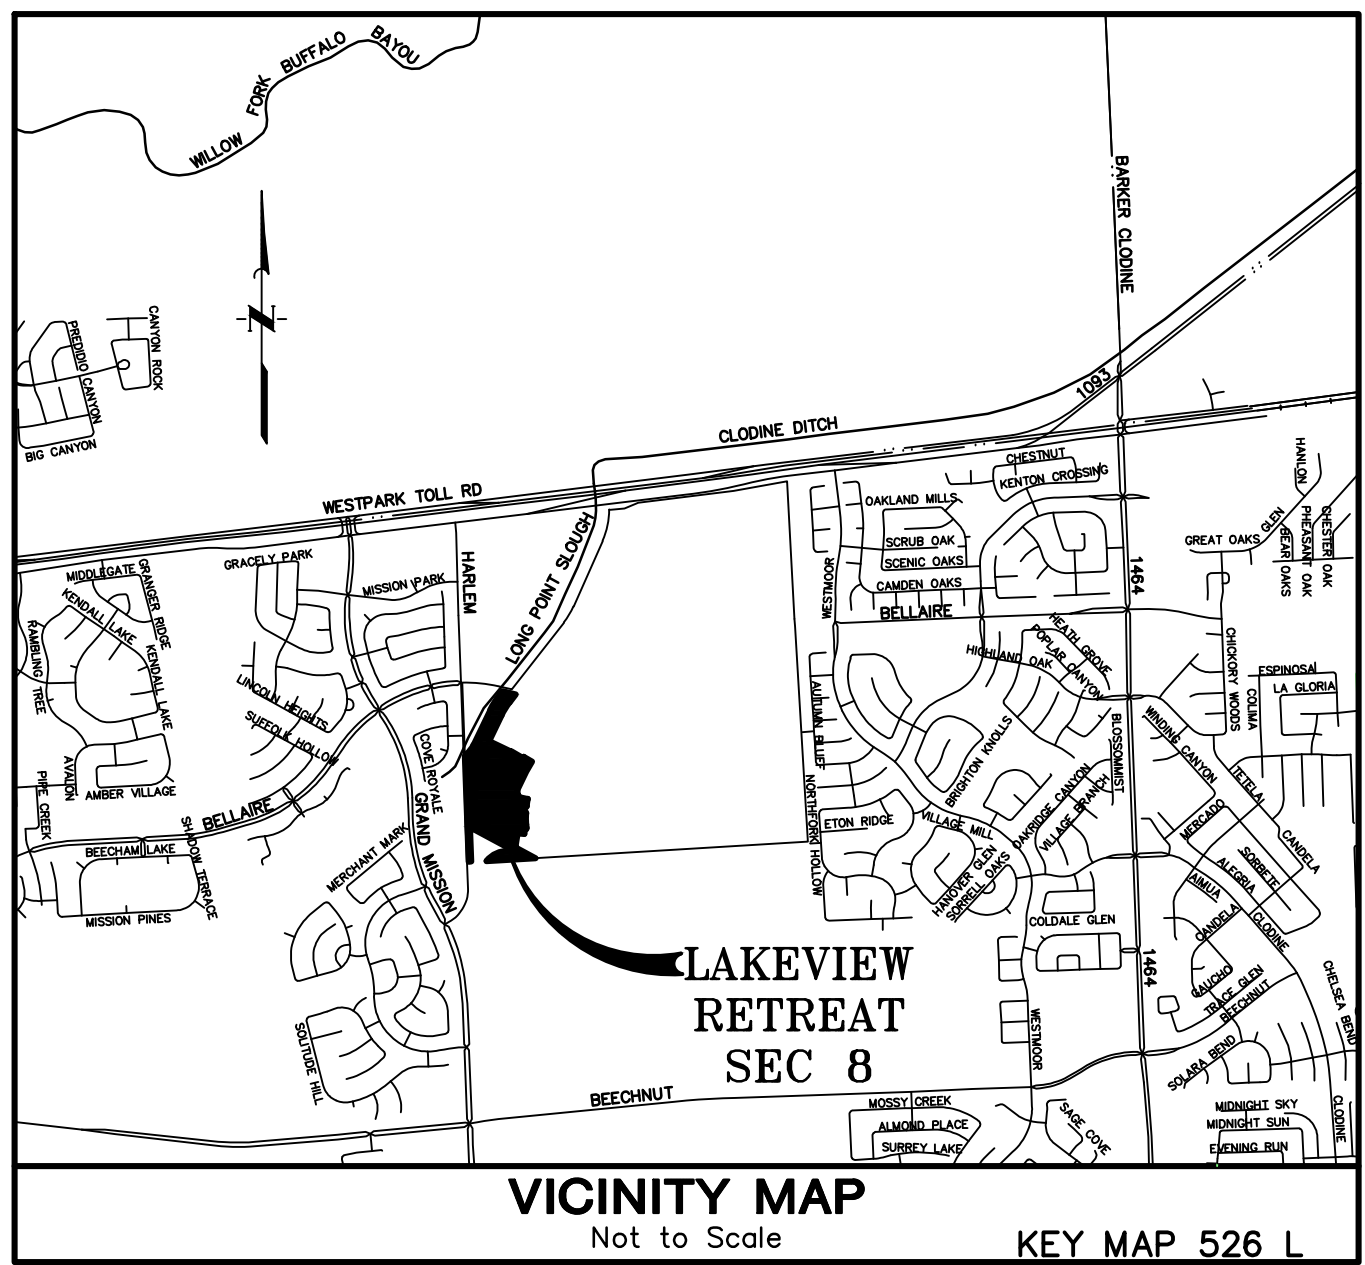 WILLOW FORK BUFFALO BAYOU
BARKER CLODINE
CANYON ROCK
PREDIDIO CANYON
BIG CANYON
N
1093
CLODINE DITCH
WESTPARK TOLL RD
CHESTNUT
KENTON CROSSING
OAKLAND MILLS
SCRUB OAK
SCENIC OAKS
CAMDEN OAKS
WESTMOOR
BELLAIRE
1464
HANLON
GLEN
GREAT OAKS
BEAR OAKS
PHEASANT OAK
CHESTER OAK
GRACELY PARK
MISSION PARK
HARLEM
LONG POINT SLOUGH
MIDDLEGATE
GRANGER RIDGE
KENDALL LAKE
RAMBLING TREE
KENDALL LAKE
LINCOLN HEIGHTS
SUFFOLK HOLLOW
HEATH GROVE
POPLAR CANYON
HIGHLAND OAK
CHICKORY WOODS
ESPINOSA
LA GLORIA
COLIMA
AUTUMN BLUFF
BRIGHTON KNOLLS
BLOSSOMMIST
WINDING CANYON
COVE ROYALE
AVALON
AMBER VILLAGE
PIPE CREEK
BELLAIRE
GRAND MISSION
NORTHFORK HOLLOW
ETON RIDGE
VILLAGE MILL
OAKRIDGE CANYON
VILLAGE BRANCH
TETELA
MERCADO
CANDELA
BEECHAM LAKE
SHADOW TERRACE
MERCHANT MARK
HANOVER GLEN
SORRELL OAKS
SORBETE
ALEGRIA
AIMUA
MISSION PINES
COLDALE GLEN
CANDELA
CLODINE
1464
LAKEVIEW
RETREAT
SEC 8
GAUCHO
TRACE GLEN
BEECHNUT
CHELSEA BEND
SOLITUDE HILL
WESTMOOR
SOLARA BEND
BEECHNUT
MOSSY CREEK
ALMOND PLACE
SURREY LAKE
SAGE COVE
MIDNIGHT SKY
MIDNIGHT SUN
EVENING RUN
CLODINE
VICINITY MAP
Not to Scale
KEY MAP 526 L